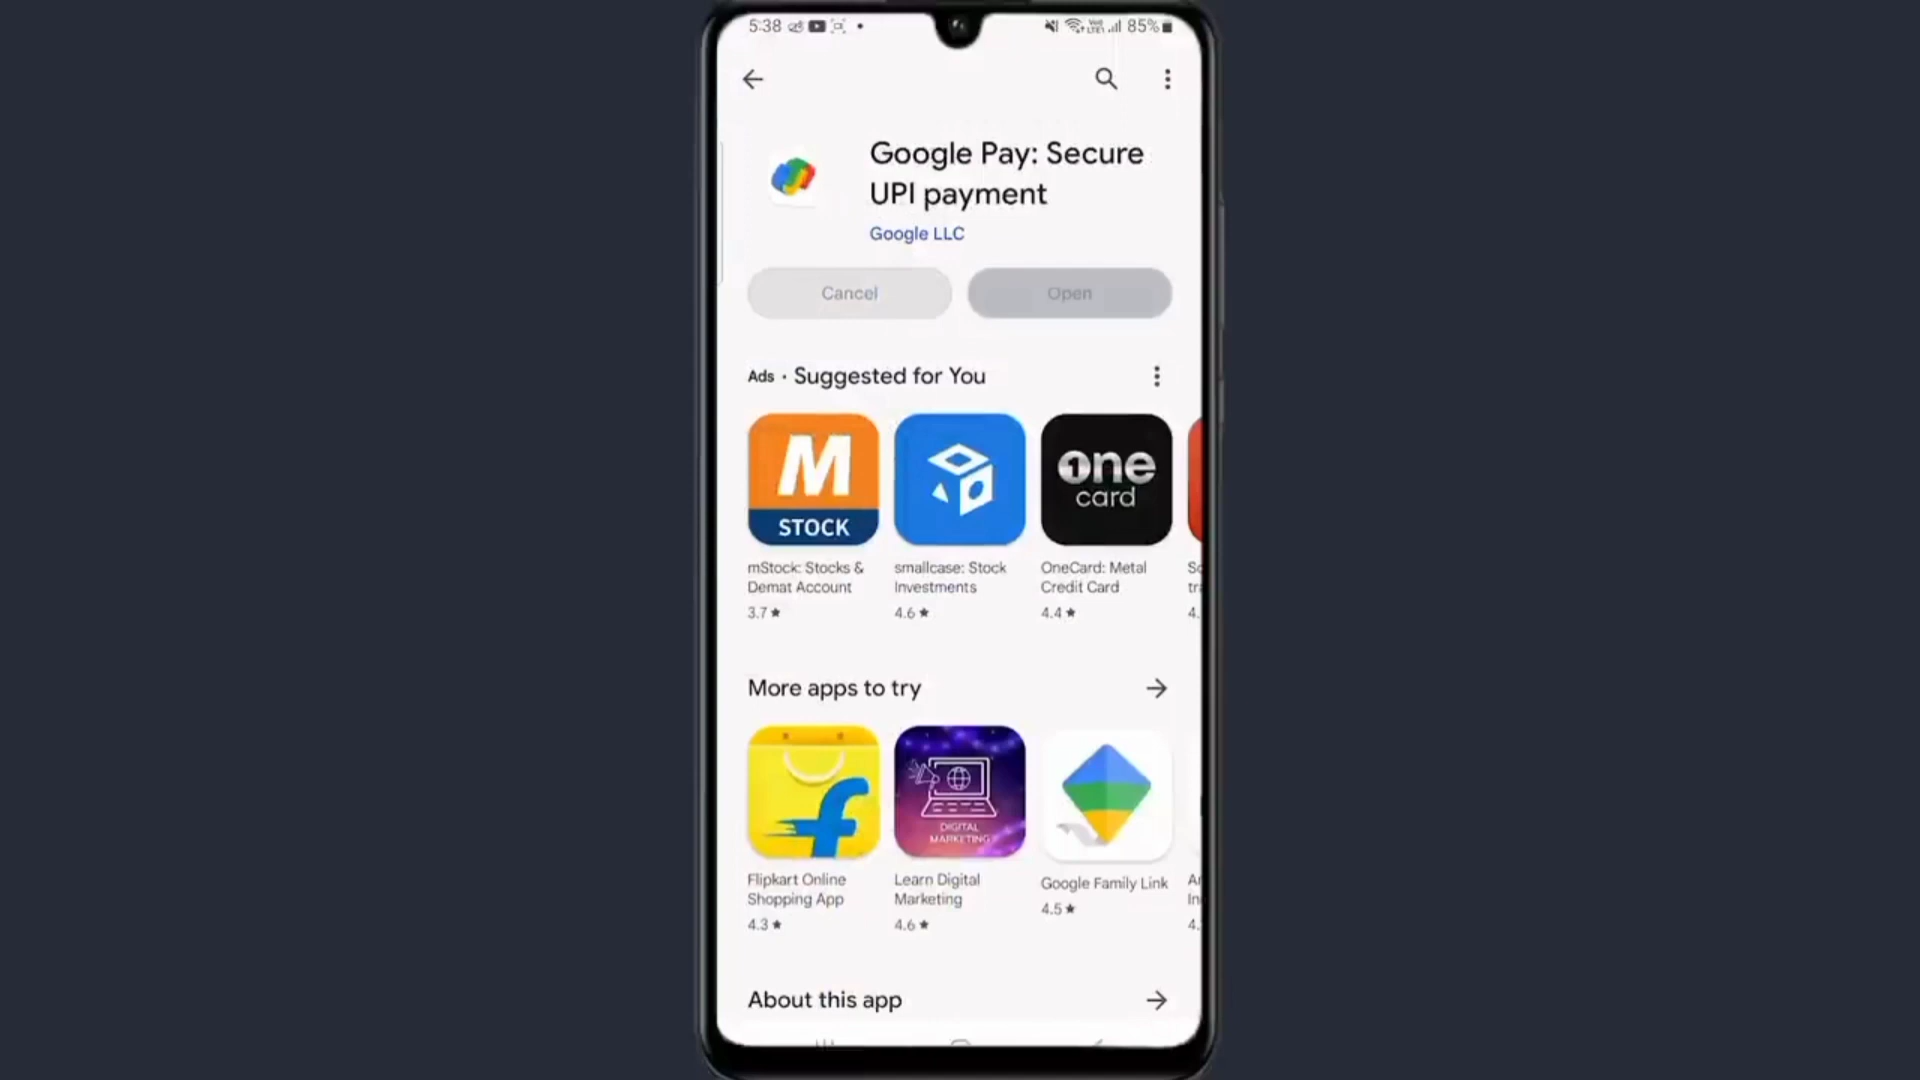 5:38
85%
Google Pay: Secure
UPI payment
Google LLC
Cancel
Open
Ads · Suggested for You
M
STOCK
one
card
mStock: Stocks &
Demat Account
3.7 ★
smallcase: Stock
Investments
4.6 ★
OneCard: Metal
Credit Card
4.4 ★
More apps to try
DIGITAL
MARKETING
Flipkart Online
Shopping App
4.3 ★
Learn Digital
Marketing
4.6 ★
Google Family Link
4.5 ★
About this app